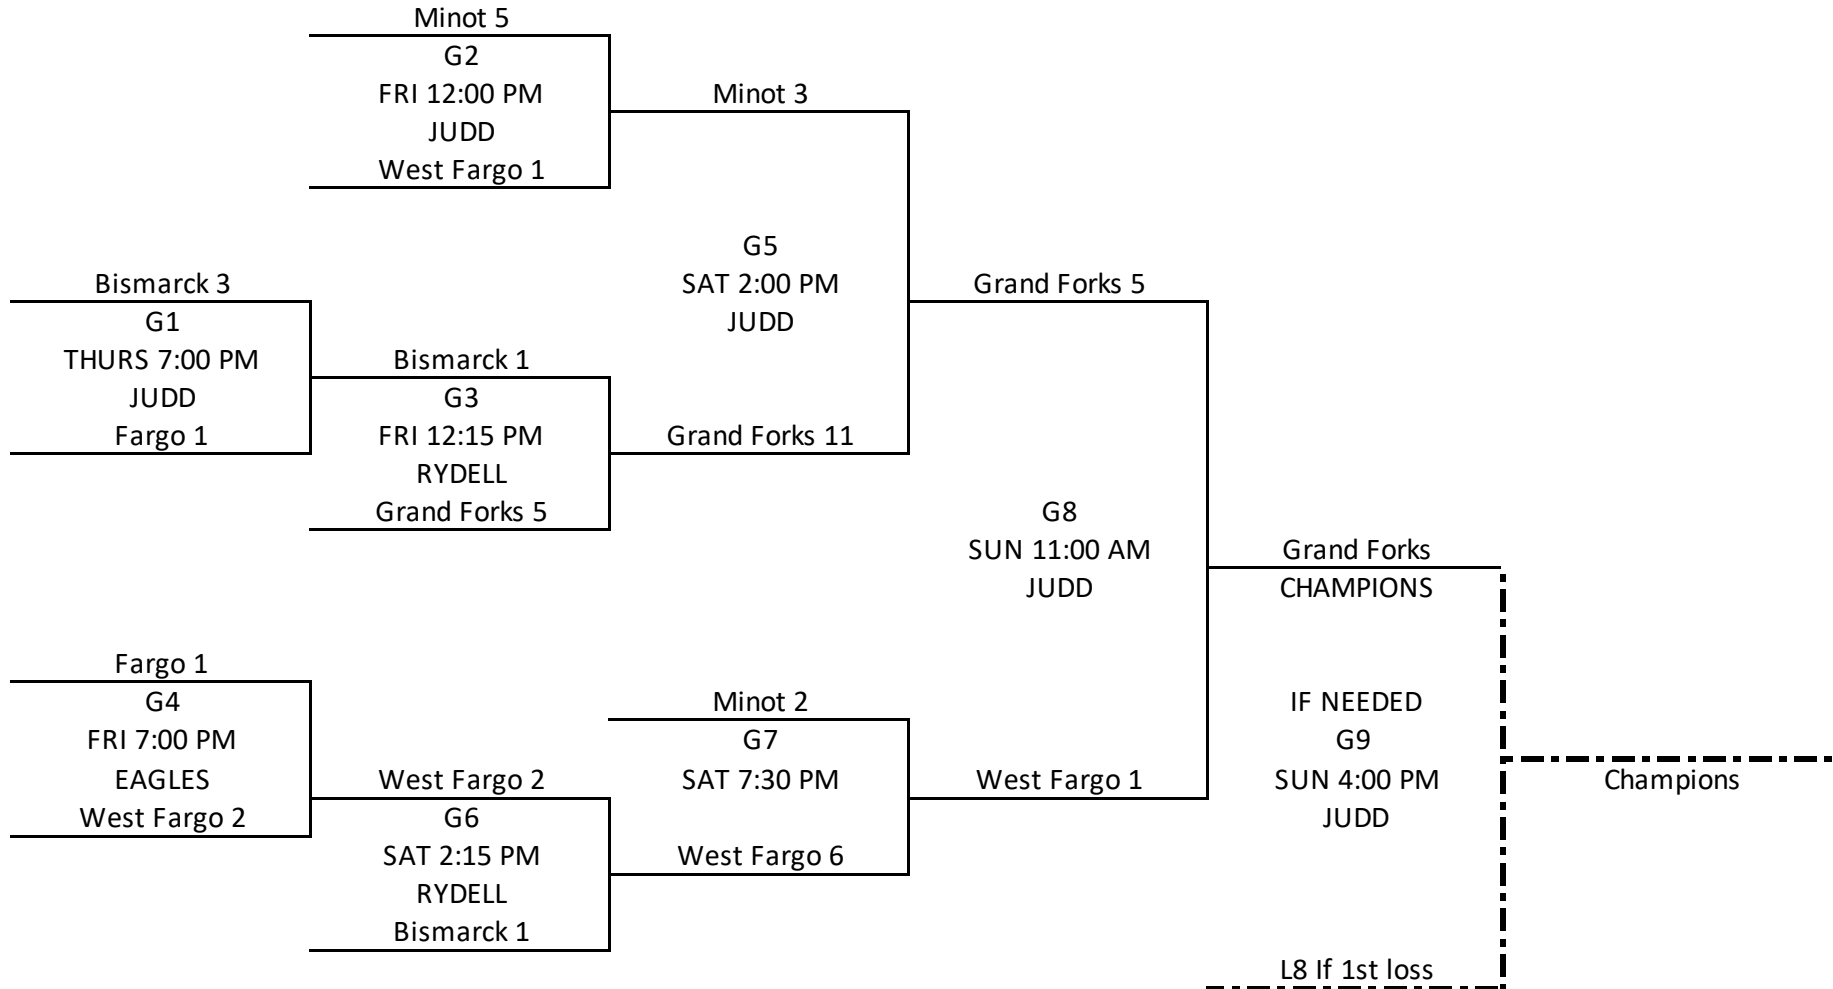 Minot 5
G2
FRI 12:00 PM
JUDD
West Fargo 1
Minot 3
G5
SAT 2:00 PM
JUDD
Bismarck 3
G1
THURS 7:00 PM
JUDD
Fargo 1
Bismarck 1
G3
FRI 12:15 PM
RYDELL
Grand Forks 5
Grand Forks 11
Grand Forks 5
G8
SUN 11:00 AM
JUDD
Grand Forks
CHAMPIONS
Fargo 1
G4
FRI 7:00 PM
EAGLES
West Fargo 2
West Fargo 2
G6
SAT 2:15 PM
RYDELL
Bismarck 1
Minot 2
G7
SAT 7:30 PM
West Fargo 6
West Fargo 1
IF NEEDED
G9
SUN 4:00 PM
JUDD
L8 If 1st loss
Champions